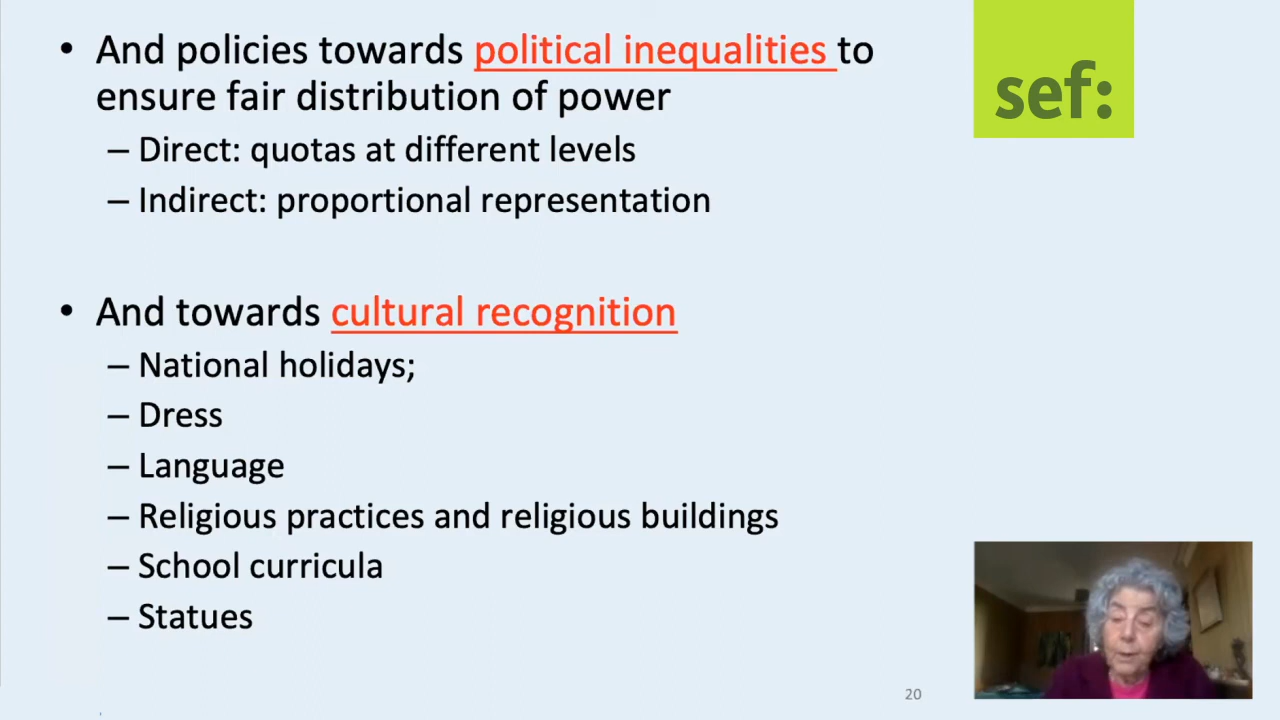 • And policies towards political inequalities to
ensure fair distribution of power
– Direct: quotas at different levels
– Indirect: proportional representation
• And towards cultural recognition
– National holidays;
– Dress
– Language
– Religious practices and religious buildings
– School curricula
– Statues
sef:
20